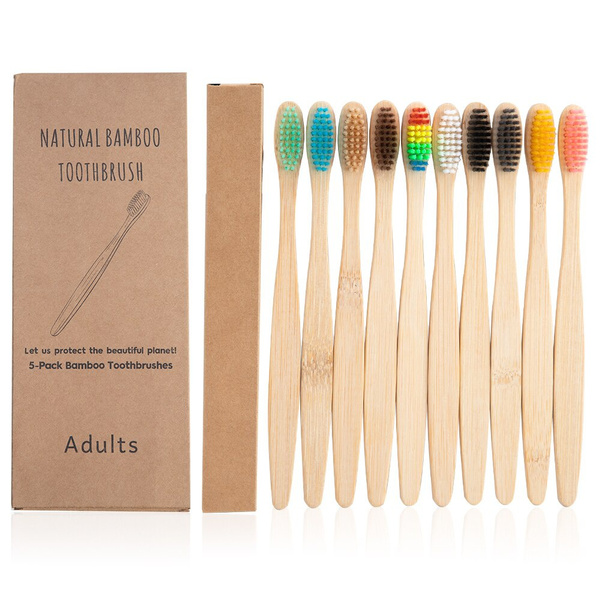 NATURAL BAMBOO
TOOTHBRUSH
Let us protect the beautiful planet!
5-Pack Bamboo Toothbrushes
Adults